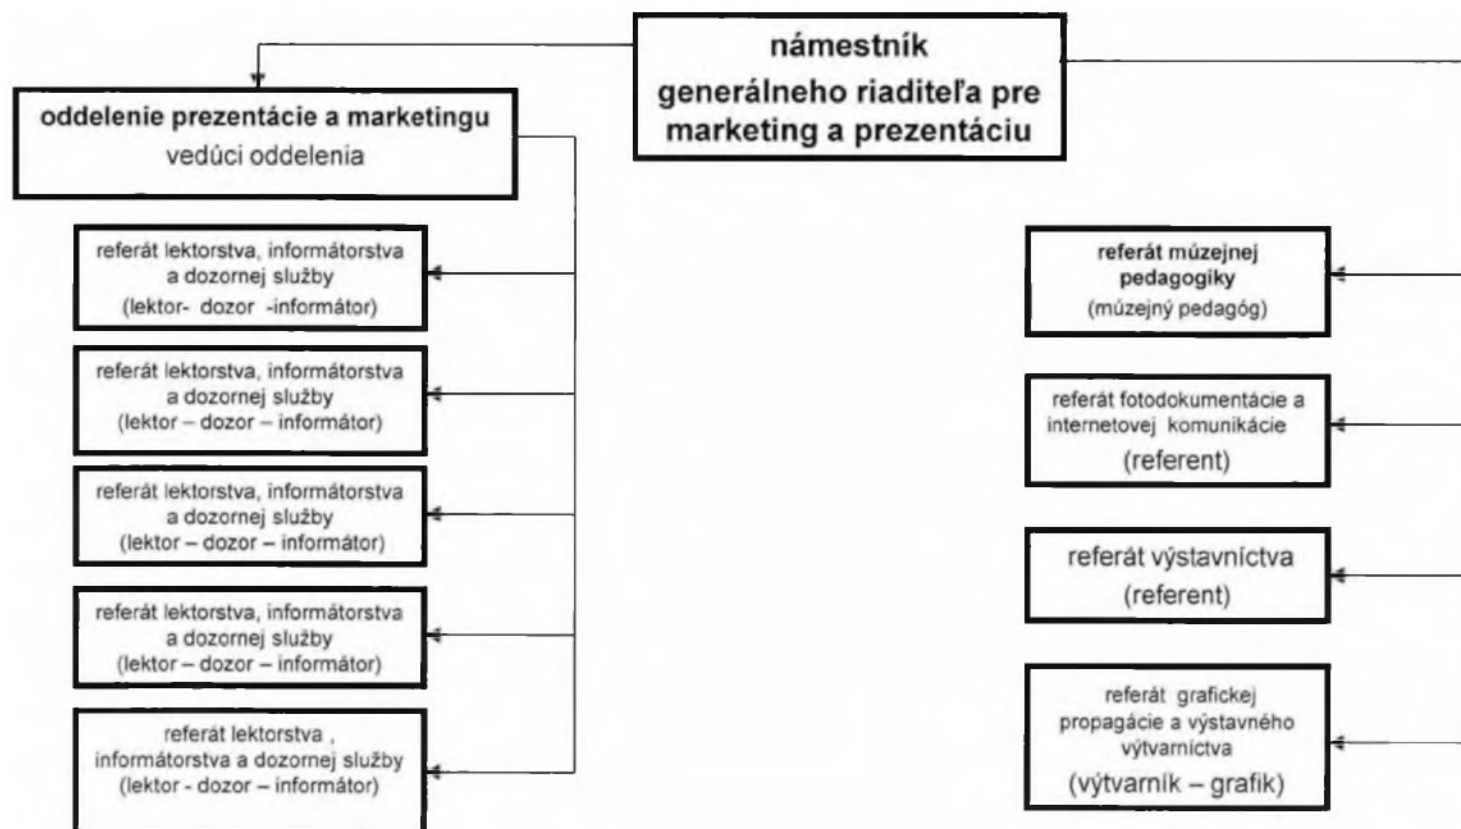 námestník
generálneho riaditeľa pre
marketing a prezentáciu
oddelenie prezentácie a marketingu
vedúci oddelenia
referát lektorstva, informátorstva
a dozornej služby
(lektor- dozor -informátor)
referát lektorstva, informátorstva
a dozornej služby
(lektor – dozor – informátor)
referát lektorstva, informátorstva
a dozornej služby
(lektor – dozor – informátor)
referát lektorstva, informátorstva
a dozornej služby
(lektor – dozor – informátor)
referát lektorstva ,
informátorstva a dozornej služby
(lektor - dozor – informátor)
referát múzejnej
pedagogiky
(múzejný pedagóg)
referát fotodokumentácie a
internetovej komunikácie
(referent)
referát výstavníctva
(referent)
referát grafickej
propagácie a výstavného
výtvarníctva
(výtvarník – grafik)